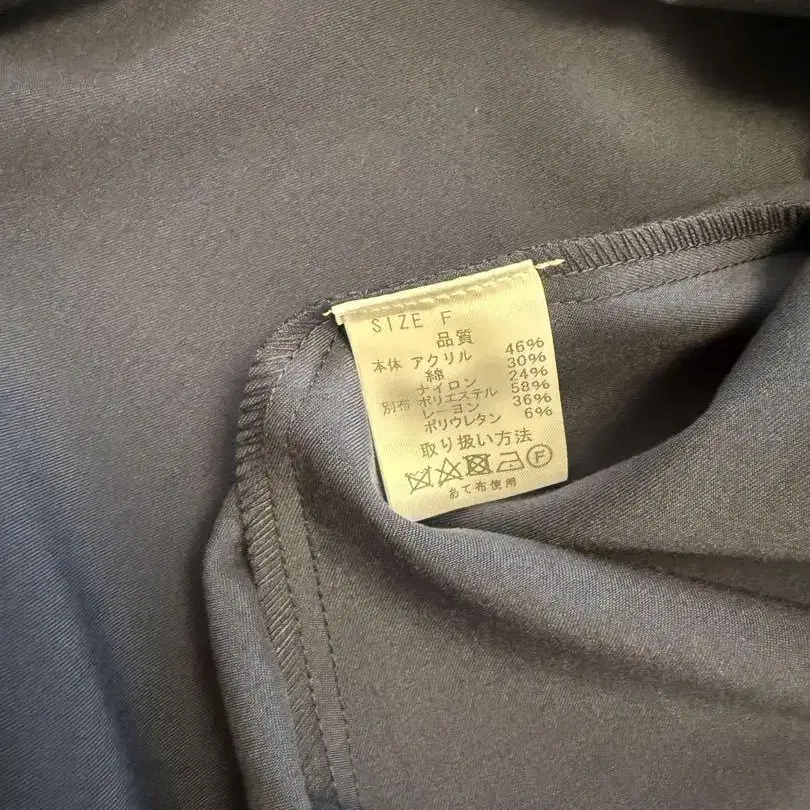 SIZE F
品質
本体 アクリル 46%
綿 30%
ナイロン 24%
別布 ポリエステル 58%
レーヨン 36%
ポリウレタン 6%
取り扱い方法
F
あて布使用